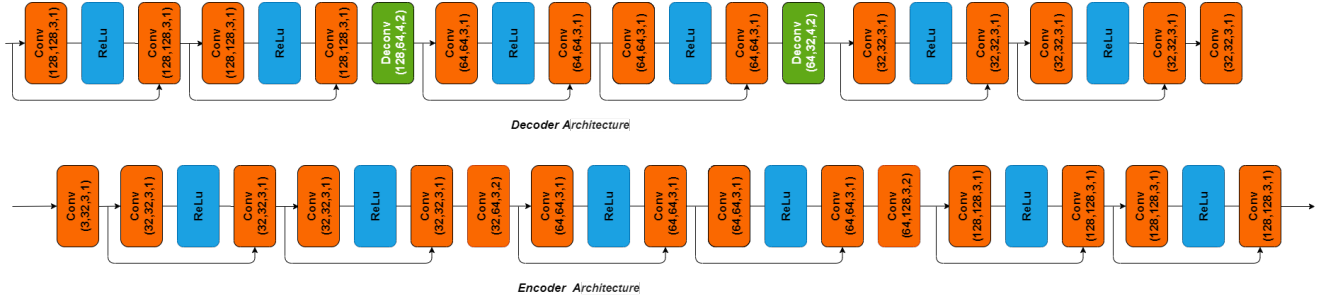 Conv
(128,128,3,1)
ReLu
Conv
(128,128,3,1)
Conv
(128,128,3,1)
ReLu
Conv
(128,128,3,1)
Deconv
(128,64,4,2)
Conv
(64,64,3,1)
ReLu
Conv
(64,64,3,1)
Conv
(64,64,3,1)
ReLu
Conv
(64,64,3,1)
Deconv
(64,32,4,2)
Conv
(32,32,3,1)
ReLu
Conv
(32,32,3,1)
Conv
(32,32,3,1)
ReLu
Conv
(32,32,3,1)
Conv
(32,32,3,1)
Decoder Architecture
Conv
(3,32,3,1)
Conv
(32,32,3,1)
ReLu
Conv
(32,32,3,1)
Conv
(32,32,3,1)
ReLu
Conv
(32,32,3,1)
Conv
(32,64,3,2)
Conv
(64,64,3,1)
ReLu
Conv
(64,64,3,1)
Conv
(64,64,3,1)
ReLu
Conv
(64,64,3,1)
Conv
(64,128,3,2)
Conv
(128,128,3,1)
ReLu
Conv
(128,128,3,1)
Conv
(128,128,3,1)
ReLu
Conv
(128,128,3,1)
Encoder Architecture